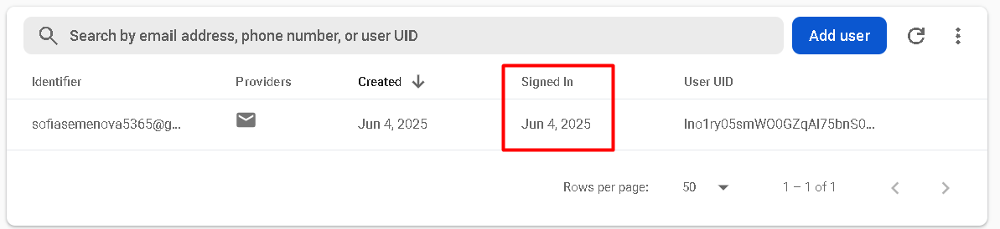 Search by email address, phone number, or user UID
Add user
Identifier Providers Created Signed In User UID
sofiasemenova5365@g... Jun 4, 2025 Jun 4, 2025 lno1ry05smWO0GZqAl75bnS0...
Rows per page: 50 1 – 1 of 1